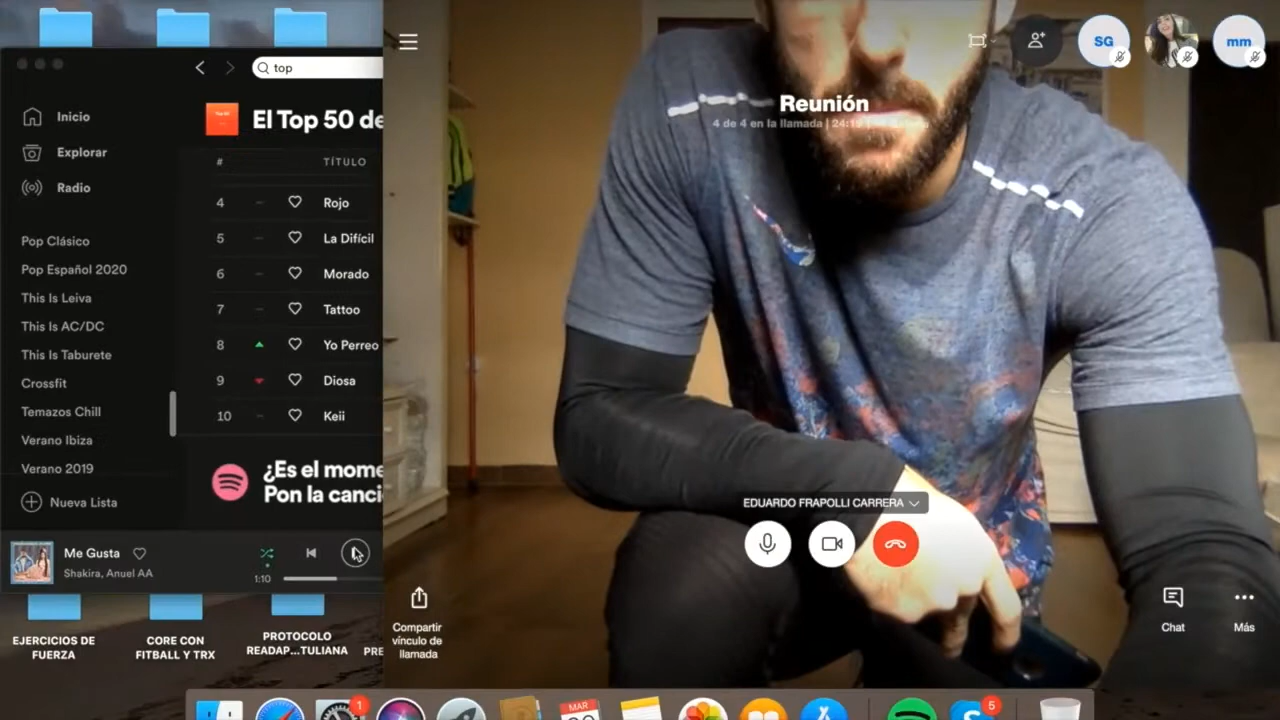 top
Inicio
Explorar
Radio
Pop Clásico
Pop Español 2020
This Is Leiva
This Is AC/DC
This Is Taburete
Crossfit
Temazos Chill
Verano Ibiza
Verano 2019
Nueva Lista
El Top 50 de
# TÍTULO
4 Rojo
5 La Difícil
6 Morado
7 Tattoo
8 Yo Perreo
9 Diosa
10 Keii
¿Es el mome
Pon la canci
Me Gusta
Shakira, Anuel AA
1:10
EJERCICIOS DE
FUERZA
CORE CON
FITBALL Y TRX
PROTOCOLO
READAP...TULIANA
PRE
SG
mm
Reunión
4 de 4 en la llamada |
EDUARDO FRAPOLLI CARRERA
Compartir
vínculo de
llamada
Chat
Más
1
MAR
5